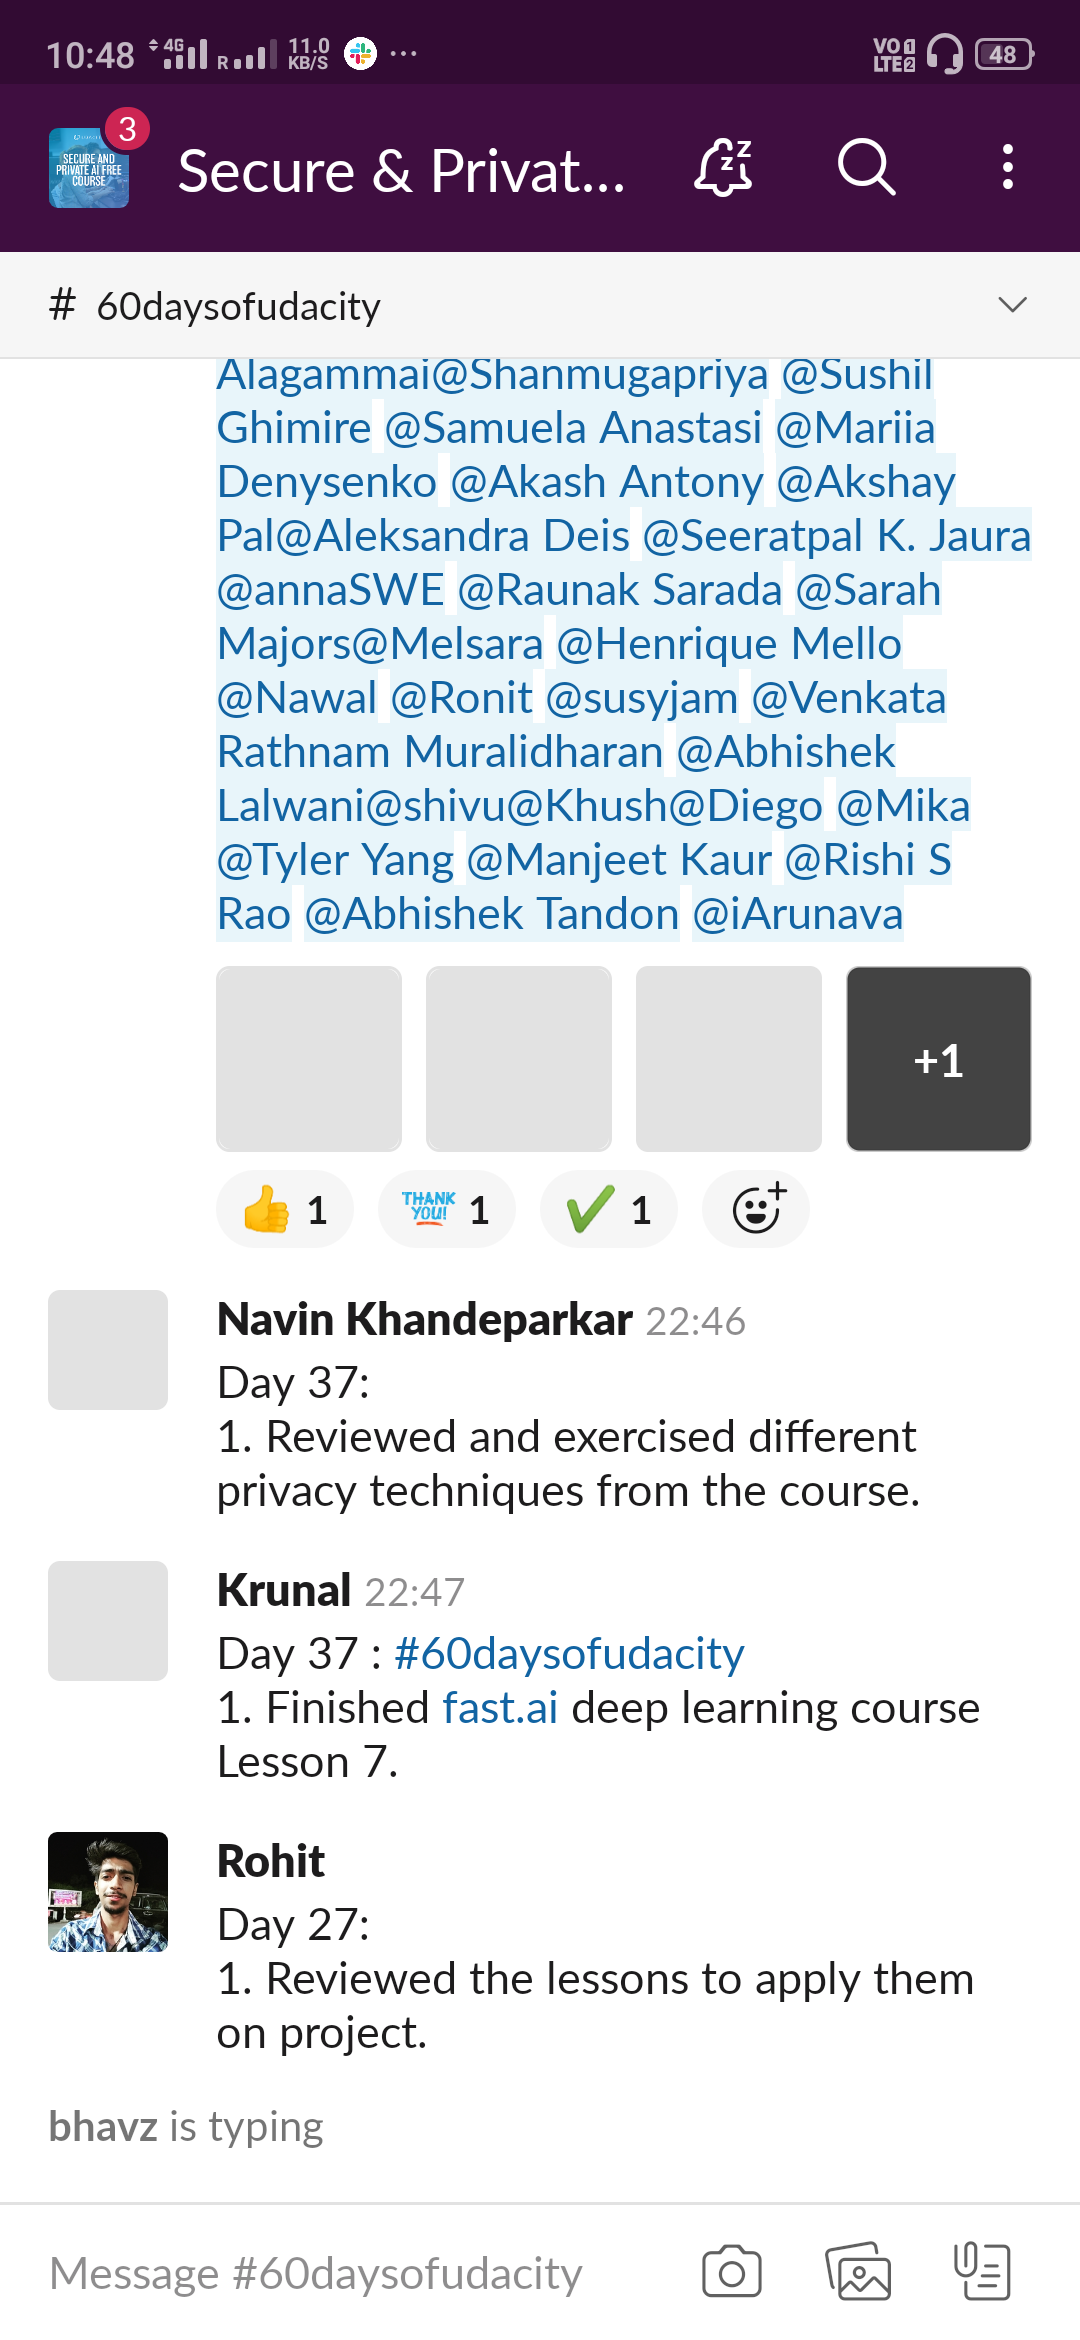 10:48 4G R 11.0 KB/S ... VO 1 LTE 2 48
3
SECURE AND
PRIVATE AI FREE
COURSE
Secure & Privat...
# 60daysofudacity
Alagammai@Shanmugapriya @Sushil
Ghimire @Samuela Anastasi @Mariia
Denysenko @Akash Antony @Akshay
Pal@Aleksandra Deis @Seeratpal K. Jaura
@annaSWE @Raunak Sarada @Sarah
Majors@Melsara @Henrique Mello
@Nawal @Ronit @susyjam @Venkata
Rathnam Muralidharan @Abhishek
Lalwani@shivu@Khush@Diego @Mika
@Tyler Yang @Manjeet Kaur @Rishi S
Rao @Abhishek Tandon @iArunava
+1
1 THANK YOU! 1 1
Navin Khandeparkar 22:46
Day 37:
1. Reviewed and exercised different
privacy techniques from the course.
Krunal 22:47
Day 37 : #60daysofudacity
1. Finished fast.ai deep learning course
Lesson 7.
Rohit
Day 27:
1. Reviewed the lessons to apply them
on project.
bhavz is typing
Message #60daysofudacity